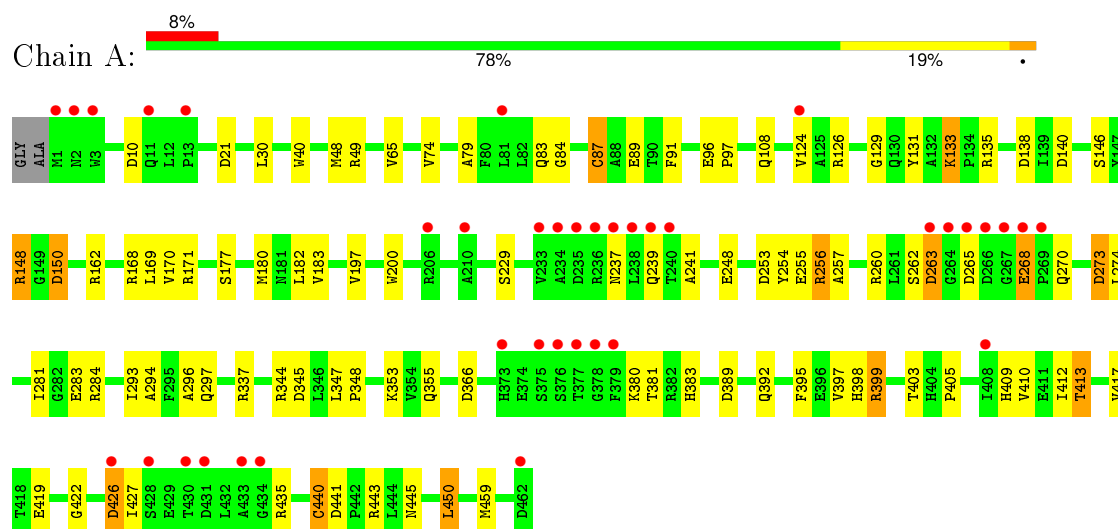 8%
Chain A:
78% 19% •
GLY ALA M1 N2 W3 D10 Q11 L12 P13 D21 L30 W40 M48 R49 V65 V74 A79 F80 L81 L82 Q83 G84 C87 A88 E89 T90 F91 E96 P97 Q108 V124 A125 R126 G129 Q130 Y131 A132 K133 P134 R135 D138 I139 D140 S146 Y147
R148 G149 D150 R162 R168 L169 V170 R171 S177 M180 N181 L182 V183 V197 W200 R206 A210 S229 V233 A234 D235 R236 N237 L238 Q239 T240 A241 E248 D253 Y254 E255 R256 A257 R260 L261 S262 D263 G264 D265 D266 G267 E268 P269 Q270 D273
I281 G282 E283 R284 I293 A294 F295 A296 Q297 R337 R344 D345 L346 L347 P348 K353 V354 Q355 D366 H373 E374 S375 S376 T377 G378 F379 K380 T381 R382 H383 D389 Q392 F395 E396 V397 H398 R399 T403 H404 P405 I408 H409 V410 E411 I412 T413 V417
T418 E419 G422 D426 I427 S428 E429 T430 D431 L432 A433 G434 R435 C440 D441 P442 R443 L444 N445 L450 M459 D462